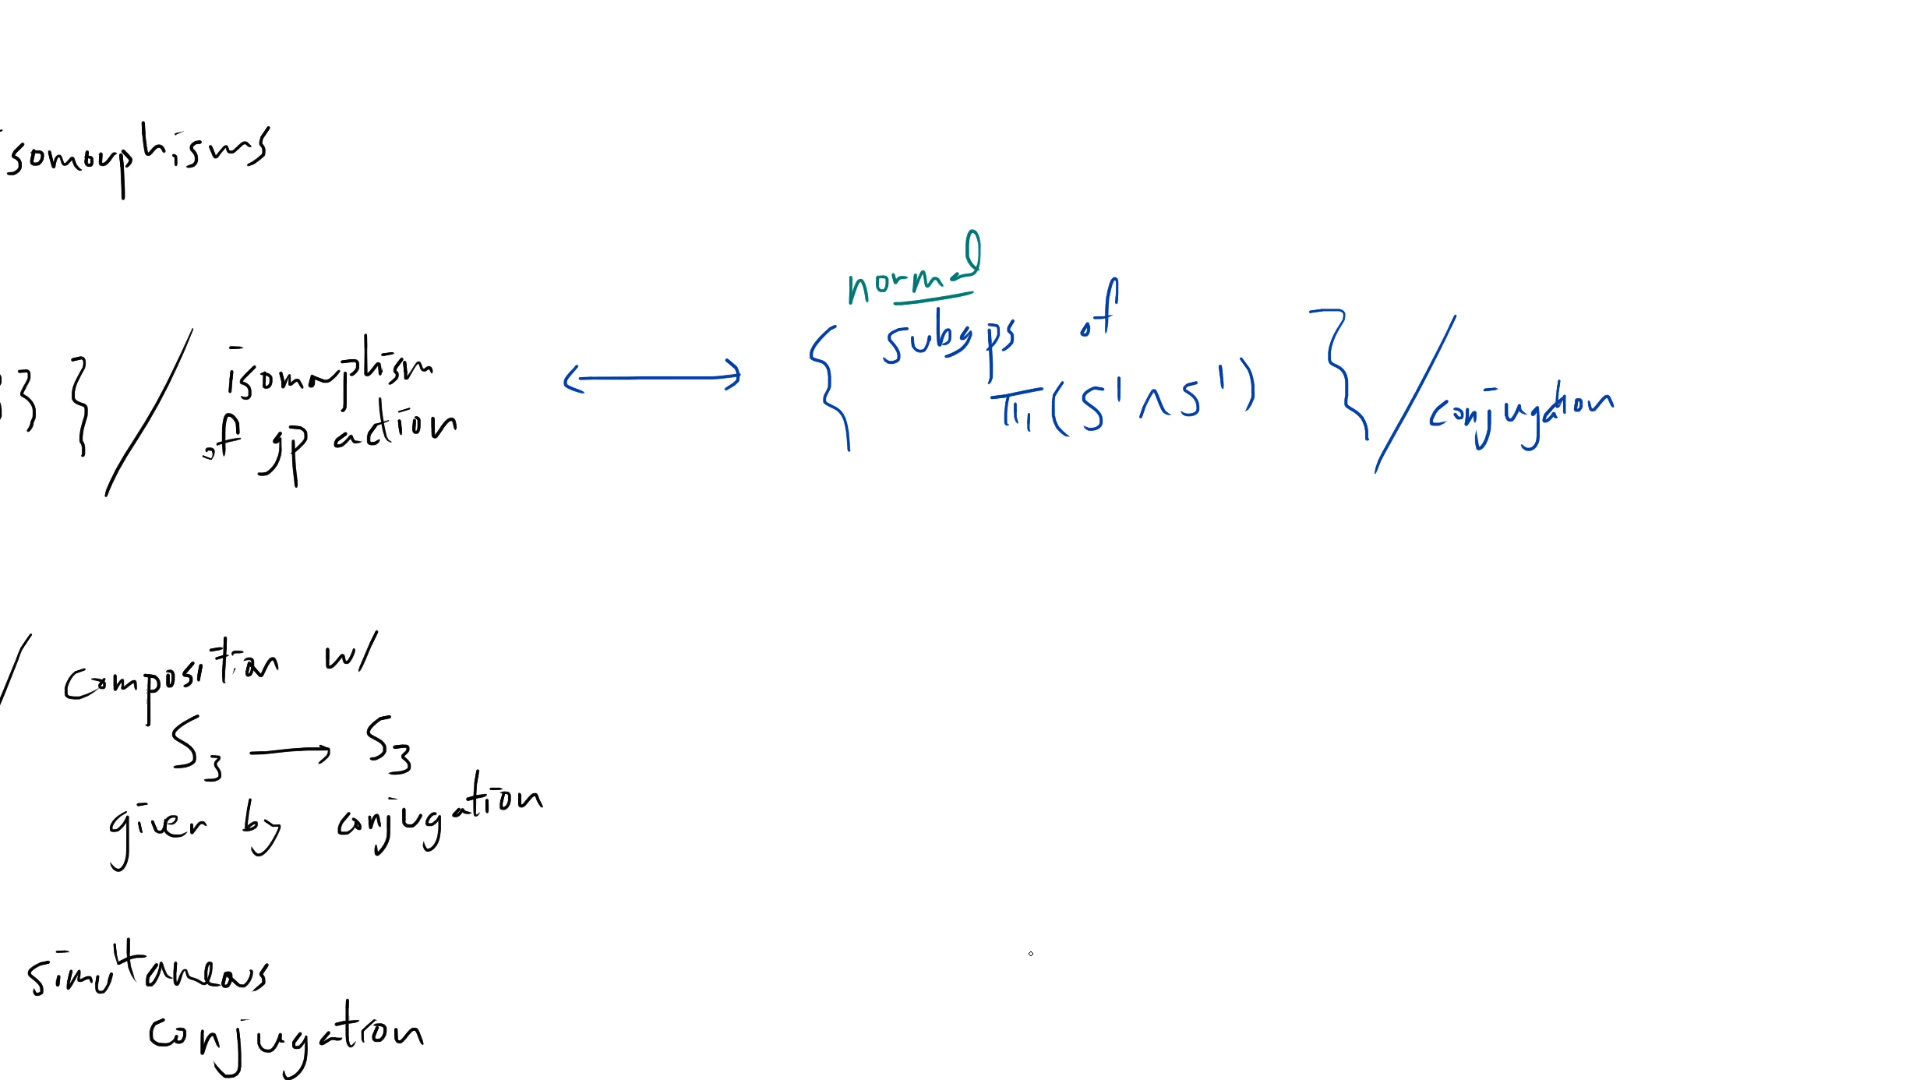 somorphisms
normal
{ subgps of } / conjugation
π₁(S¹∧S¹)
3} } / isomorphism
of gp action ⟷
/ composition w/
S₃ ⟶ S₃
given by conjugation
simultaneous
conjugation